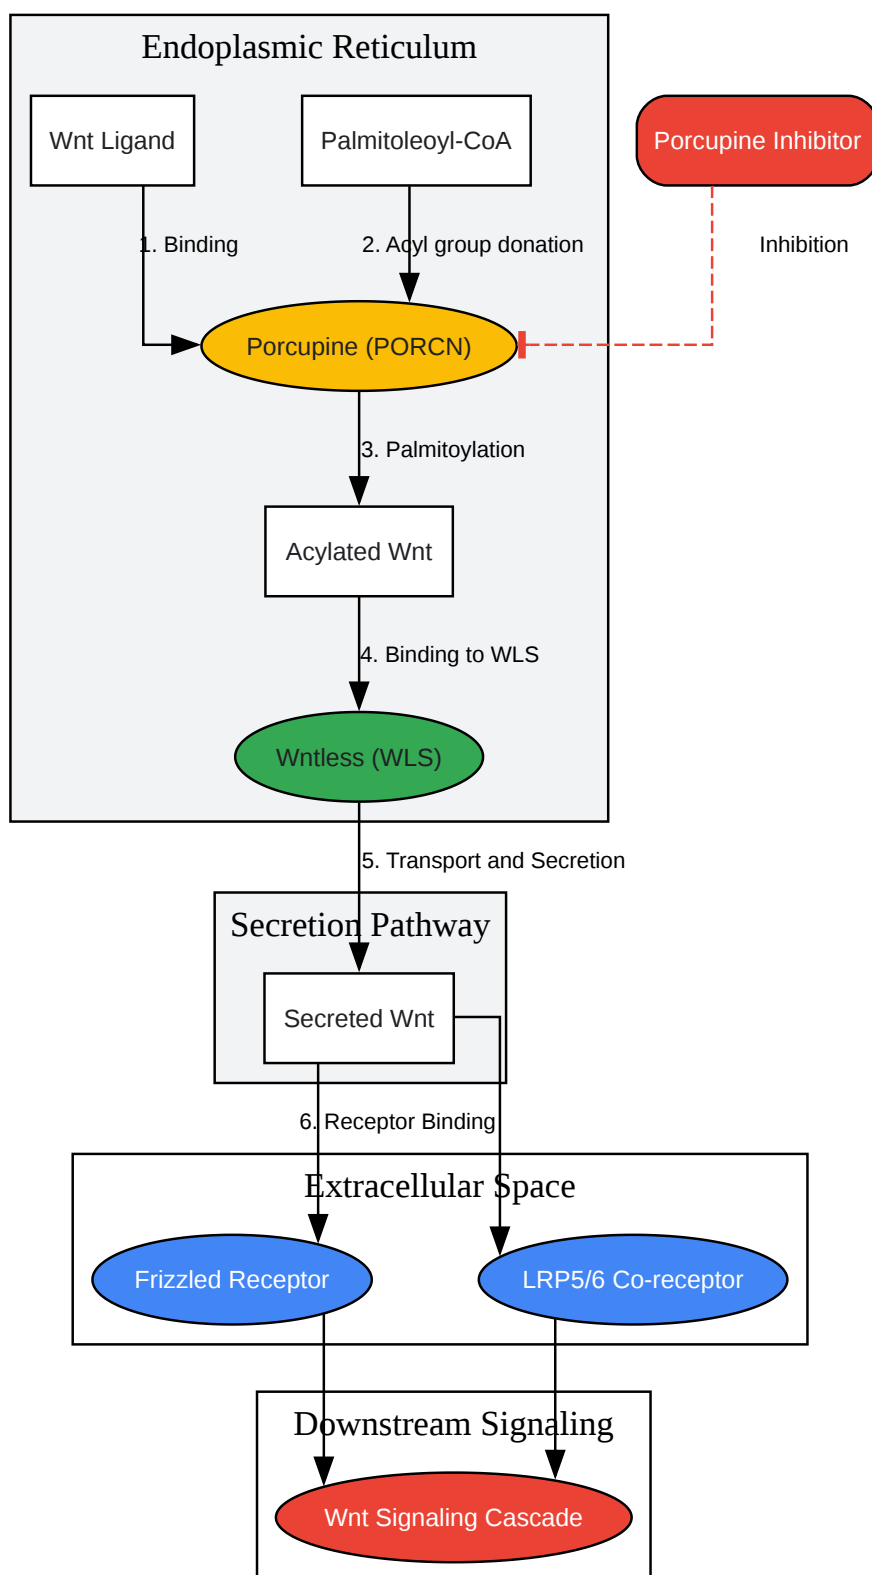 Endoplasmic Reticulum
Wnt Ligand
Palmitoleoyl-CoA
Porcupine Inhibitor
1. Binding
2. Acyl group donation
Inhibition
Porcupine (PORCN)
3. Palmitoylation
Acylated Wnt
4. Binding to WLS
Wntless (WLS)
5. Transport and Secretion
Secretion Pathway
Secreted Wnt
6. Receptor Binding
Extracellular Space
Frizzled Receptor
LRP5/6 Co-receptor
Downstream Signaling
Wnt Signaling Cascade